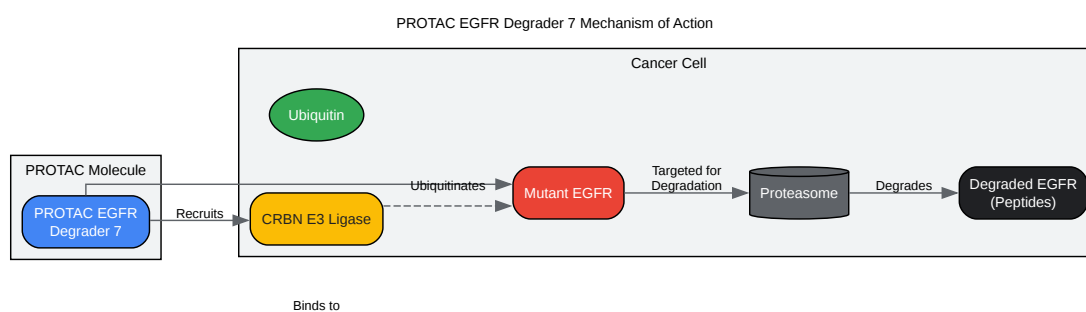 PROTAC EGFR Degrader 7 Mechanism of Action
Cancer Cell
Ubiquitin
PROTAC Molecule
PROTAC EGFR
Degrader 7
Recruits
CRBN E3 Ligase
Ubiquitinates
Mutant EGFR
Targeted for
Degradation
Proteasome
Degrades
Degraded EGFR
(Peptides)
Binds to